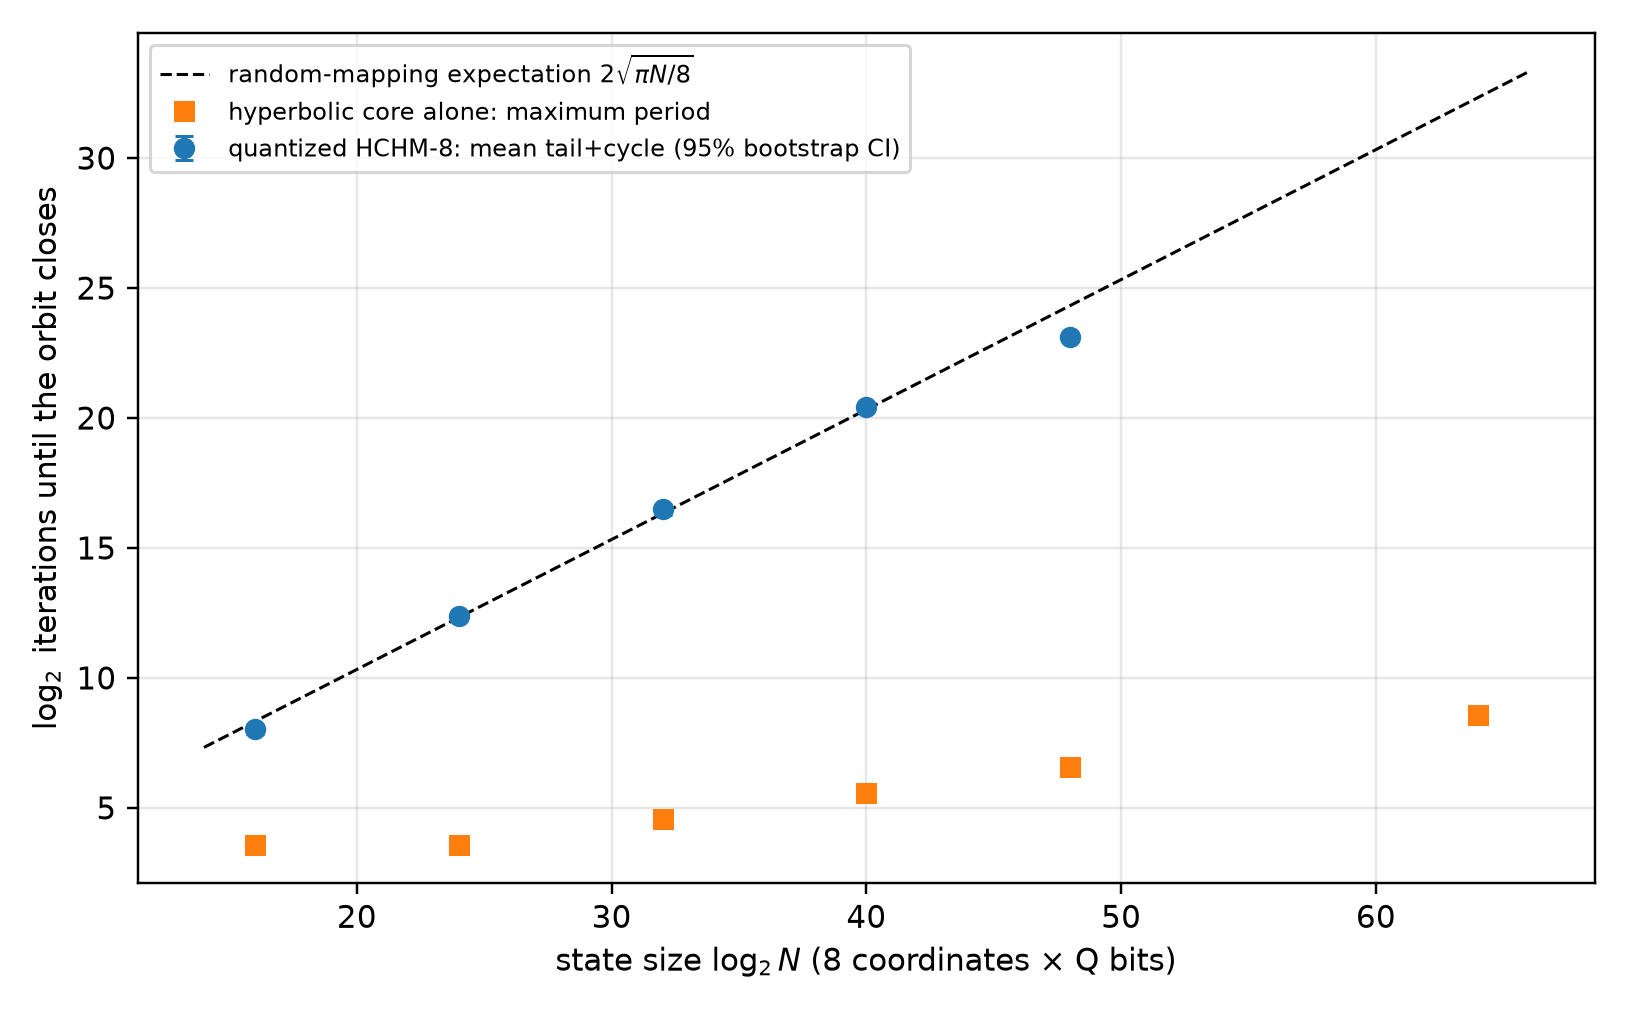 random-mapping expectation 2√πN/8
hyperbolic core alone: maximum period
quantized HCHM-8: mean tail+cycle (95% bootstrap CI)
log₂ iterations until the orbit closes
30
25
20
15
10
5
20
30
40
50
60
state size log₂ N (8 coordinates × Q bits)